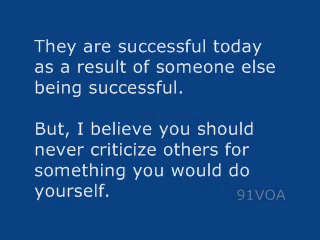 They are successful today
as a result of someone else
being successful.
But, I believe you should
never criticize others for
something you would do
yourself.
91VOA